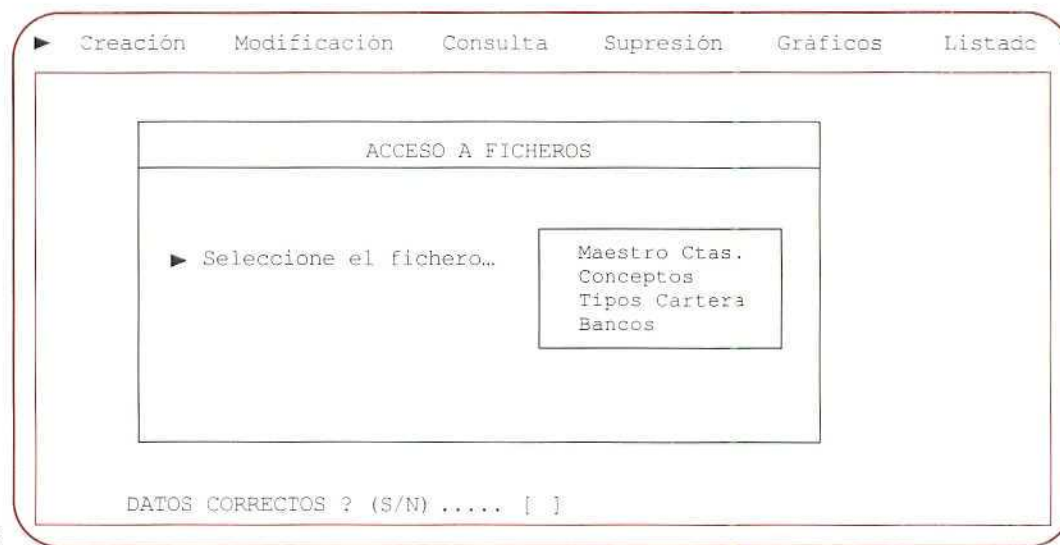 ► Creación Modificación Consulta Supresión Gráficos Listado
ACCESO A FICHEROS
► Seleccione el fichero…
Maestro Ctas.
Conceptos
Tipos Cartera
Bancos
DATOS CORRECTOS ? (S/N) ..... [ ]